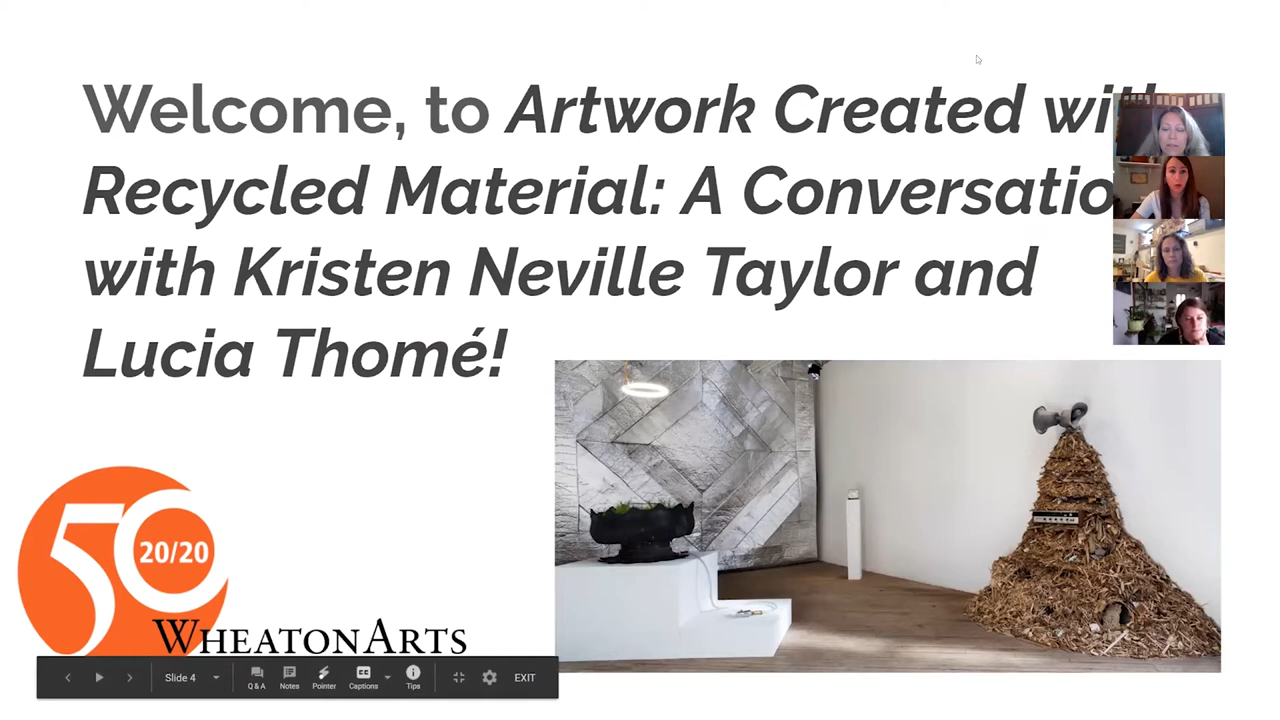 Welcome, to Artwork Created with
Recycled Material: A Conversatio
with Kristen Neville Taylor and
Lucia Thomé!
50
20/20
WHEATONARTS
Slide 4
Q & A
Notes
Pointer
Captions
Tips
EXIT